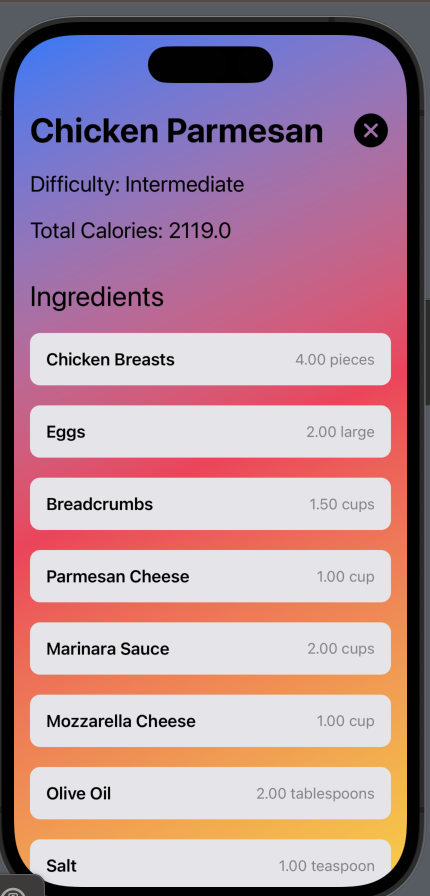 Chicken Parmesan
Difficulty: Intermediate
Total Calories: 2119.0
Ingredients
Chicken Breasts 4.00 pieces
Eggs 2.00 large
Breadcrumbs 1.50 cups
Parmesan Cheese 1.00 cup
Marinara Sauce 2.00 cups
Mozzarella Cheese 1.00 cup
Olive Oil 2.00 tablespoons
Salt 1.00 teaspoon